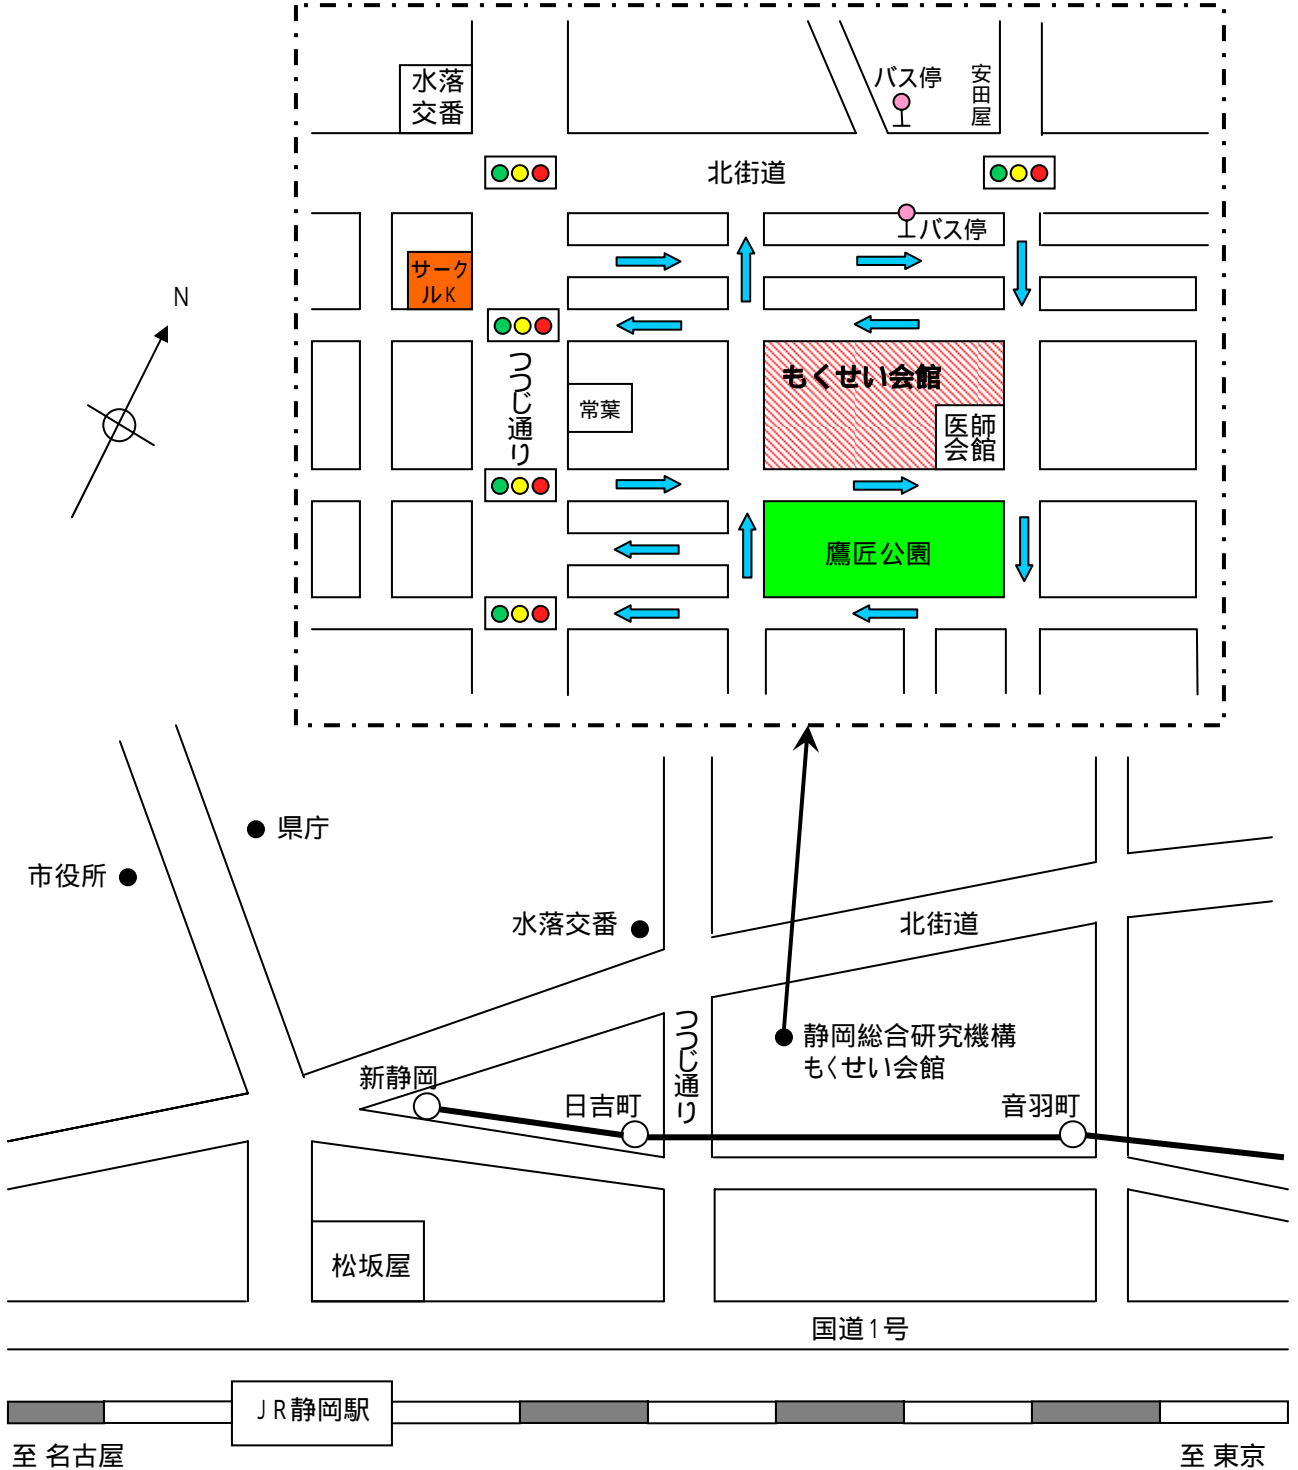 水落
交番
バス停
安田屋
北街道
バス停
サーク
ルK
N
つつじ通り
もくせい会館
常葉
医師
会館
鷹匠公園
県庁
市役所
水落交番
北街道
つつじ通り
静岡総合研究機構
もくせい会館
新静岡
日吉町
音羽町
松坂屋
国道1号
JR静岡駅
至 名古屋
至 東京